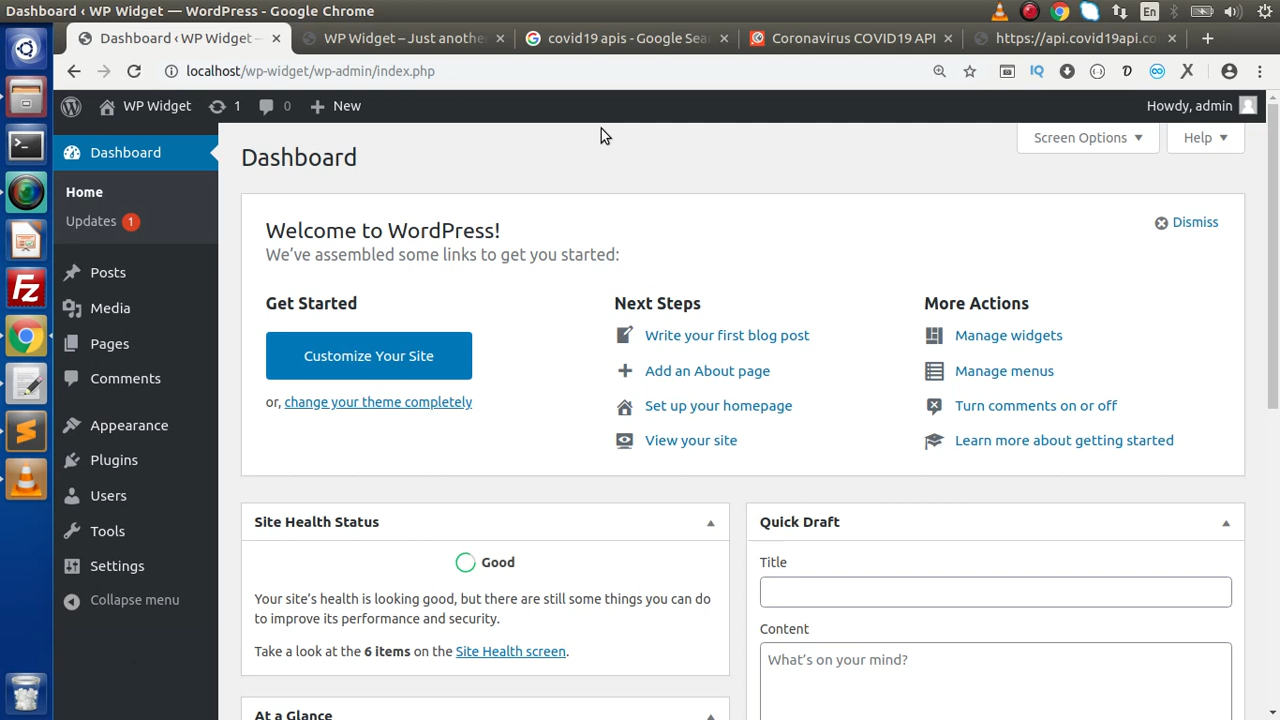 Dashboard ‹ WP Widget — WordPress - Google Chrome
En
Dashboard ‹ WP Widget —
WP Widget – Just anothe
covid19 apis - Google Sea
Coronavirus COVID19 API
https://api.covid19api.co
localhost/wp-widget/wp-admin/index.php
IQ
WP Widget
1
0
New
Howdy, admin
Dashboard
Home
Updates 1
Posts
Media
Pages
Comments
Appearance
Plugins
Users
Tools
Settings
Collapse menu
Dashboard
Screen Options
Help
Welcome to WordPress!
We’ve assembled some links to get you started:
Dismiss
Get Started
Customize Your Site
or, change your theme completely
Next Steps
Write your first blog post
Add an About page
Set up your homepage
View your site
More Actions
Manage widgets
Manage menus
Turn comments on or off
Learn more about getting started
Site Health Status
Good
Your site’s health is looking good, but there are still some things you can do
to improve its performance and security.
Take a look at the 6 items on the Site Health screen.
At a Glance
Quick Draft
Title
Content
What’s on your mind?